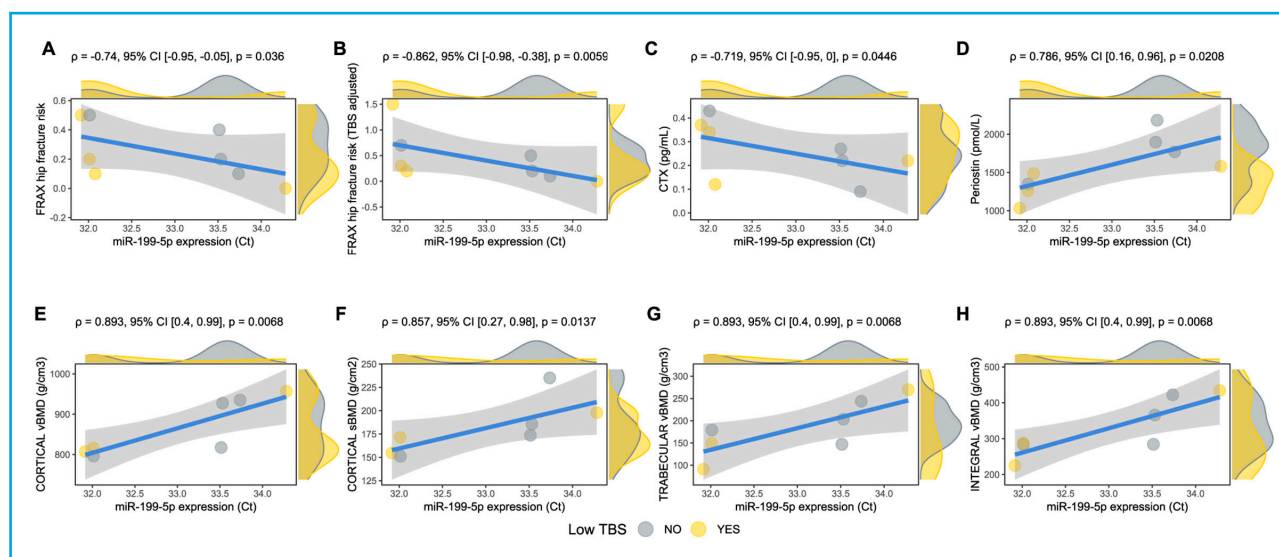 A B C D
ρ = -0.74, 95% CI [-0.95, -0.05], p = 0.036
ρ = -0.862, 95% CI [-0.98, -0.38], p = 0.0059
ρ = -0.719, 95% CI [-0.95, 0], p = 0.0446
ρ = 0.786, 95% CI [0.16, 0.96], p = 0.0208
FRAX hip fracture risk
0.6
0.4
0.2
0.0
-0.2
32.0 32.5 33.0 33.5 34.0
miR-199-5p expression (Ct)
FRAX hip fracture risk (TBS adjusted)
1.5
1.0
0.5
0.0
-0.5
32.0 32.5 33.0 33.5 34.0
miR-199-5p expression (Ct)
CTX (pg/mL)
0.4
0.3
0.2
0.1
0.0
32.0 32.5 33.0 33.5 34.0
miR-199-5p expression (Ct)
Periostin (pmol/L)
2000
1500
1000
32.0 32.5 33.0 33.5 34.0
miR-199-5p expression (Ct)
E F G H
ρ = 0.893, 95% CI [0.4, 0.99], p = 0.0068
ρ = 0.857, 95% CI [0.27, 0.98], p = 0.0137
ρ = 0.893, 95% CI [0.4, 0.99], p = 0.0068
ρ = 0.893, 95% CI [0.4, 0.99], p = 0.0068
CORTICAL vBMD (g/cm3)
1000
900
800
32.0 32.5 33.0 33.5 34.0
miR-199-5p expression (Ct)
CORTICAL sBMD (g/cm2)
250
225
200
175
150
125
32.0 32.5 33.0 33.5 34.0
miR-199-5p expression (Ct)
TRABECULAR vBMD (g/cm3)
300
250
200
150
100
32.0 32.5 33.0 33.5 34.0
miR-199-5p expression (Ct)
INTEGRAL vBMD (g/cm3)
500
400
300
200
32.0 32.5 33.0 33.5 34.0
miR-199-5p expression (Ct)
Low TBS NO YES